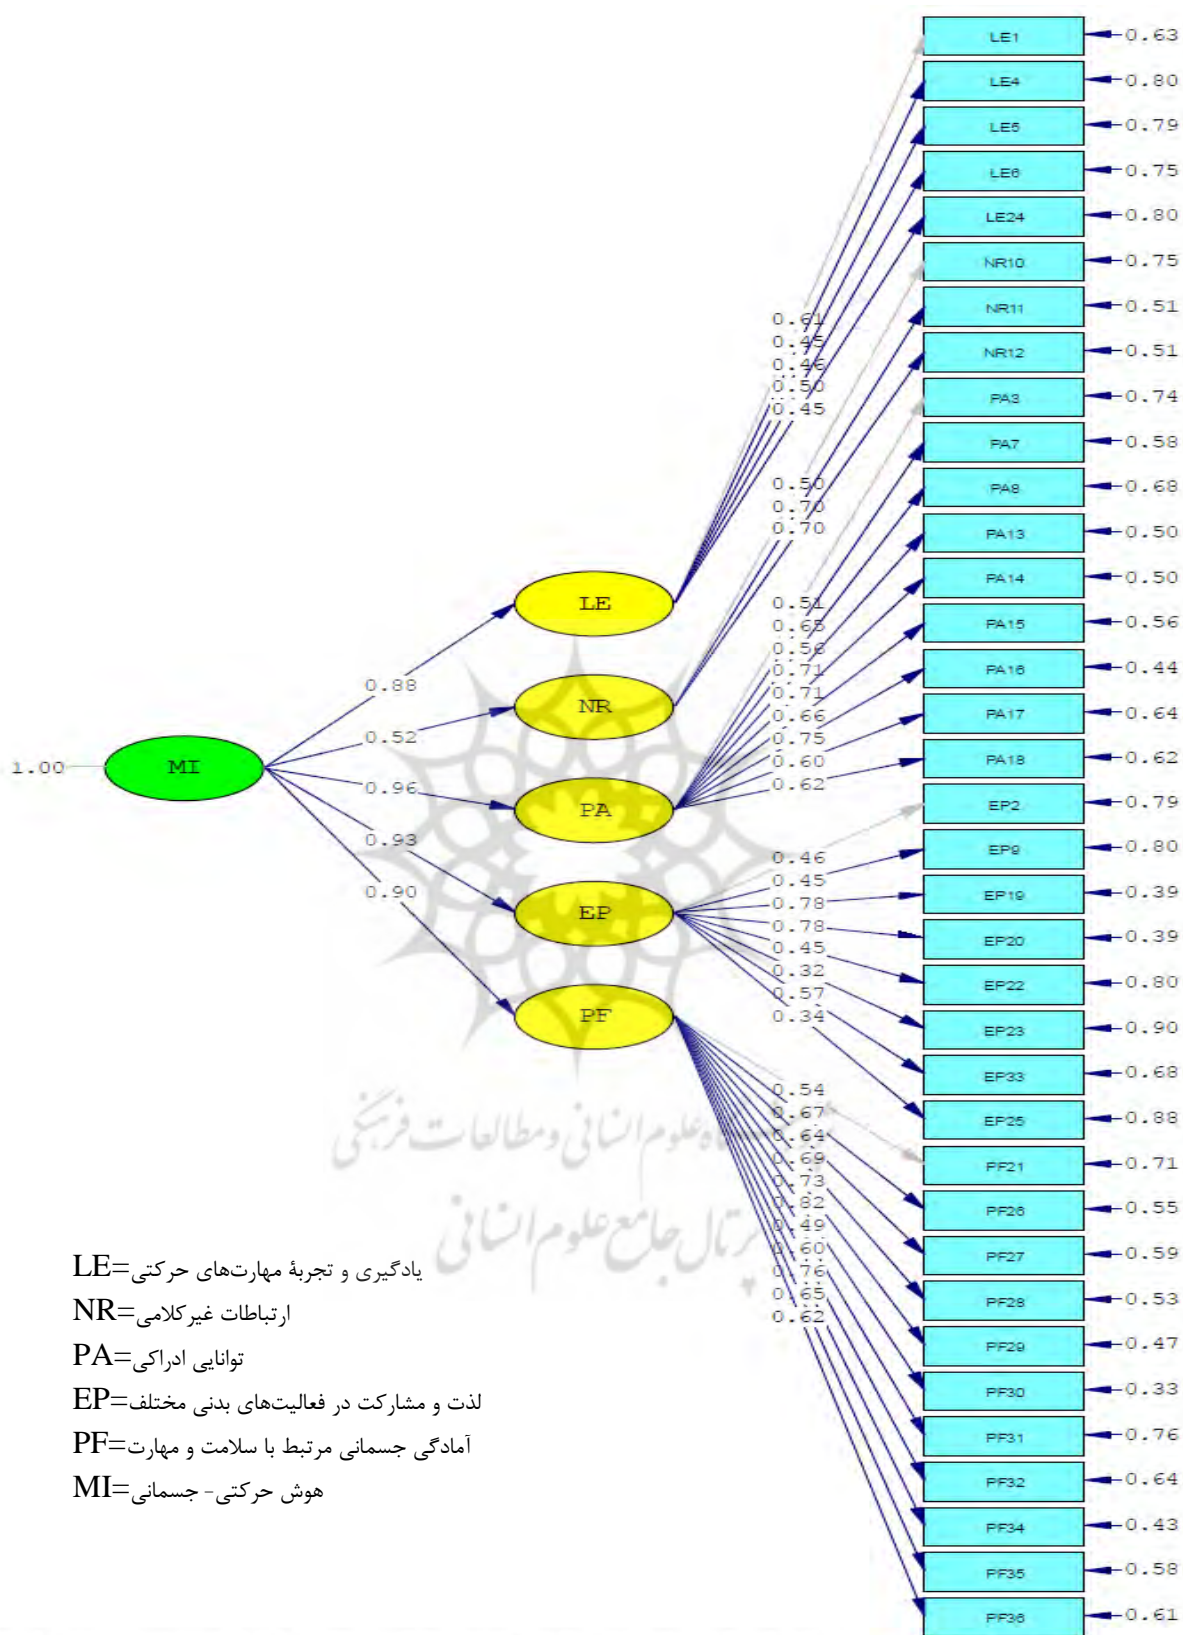 LE1 0.63
LE4 0.80
LE5 0.79
LE6 0.75
LE24 0.80
NR10 0.75
NR11 0.51
NR12 0.51
PA3 0.74
PA7 0.58
PA8 0.68
PA13 0.50
PA14 0.50
PA15 0.56
PA16 0.44
PA17 0.64
PA18 0.62
EP2 0.79
EP9 0.80
EP19 0.39
EP20 0.39
EP22 0.80
EP23 0.90
EP33 0.68
EP25 0.88
PF21 0.71
PF26 0.55
PF27 0.59
PF28 0.53
PF29 0.47
PF30 0.33
PF31 0.76
PF32 0.64
PF34 0.43
PF35 0.58
PF36 0.61
0.61
0.45
0.46
0.50
0.45
0.50
0.70
0.70
0.51
0.65
0.56
0.71
0.71
0.66
0.75
0.60
0.62
0.46
0.45
0.78
0.78
0.45
0.32
0.57
0.34
0.54
0.67
0.64
0.69
0.73
0.82
0.49
0.60
0.76
0.65
0.62
LE
NR
PA
EP
PF
0.88
0.52
0.96
0.93
0.90
1.00 MI
علوم انسانی و مطالعات فرهنگی
پرتال جامع علوم انسانی
LE=یادگیری و تجربۀ مهارت‌های حرکتی
NR=ارتباطات غیرکلامی
PA=توانایی ادراکی
EP=لذت و مشارکت در فعالیت‌های بدنی مختلف
PF=آمادگی جسمانی مرتبط با سلامت و مهارت
MI=هوش حرکتی- جسمانی